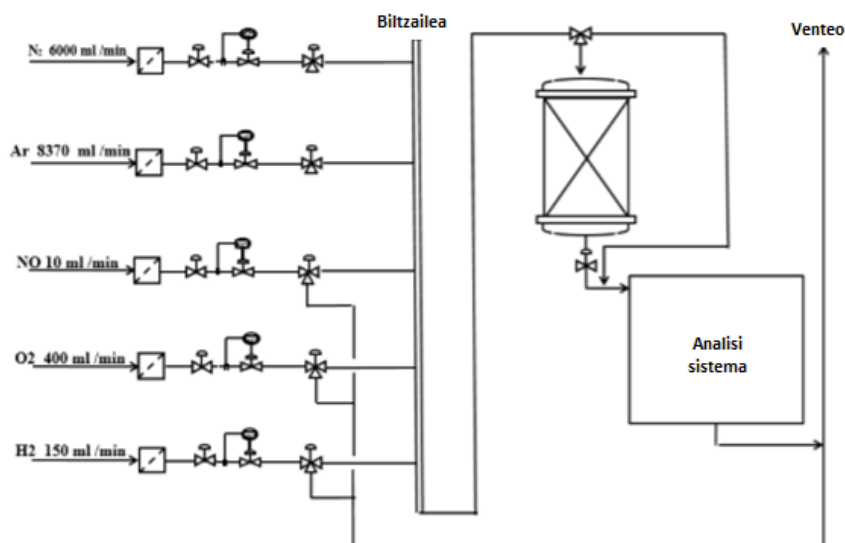 Biltzailea
Venteo
N₂ 6000 ml /min
Ar 8370 ml /min
NO 10 ml /min
O2 400 ml /min
H2 150 ml /min
Analisi
sistema